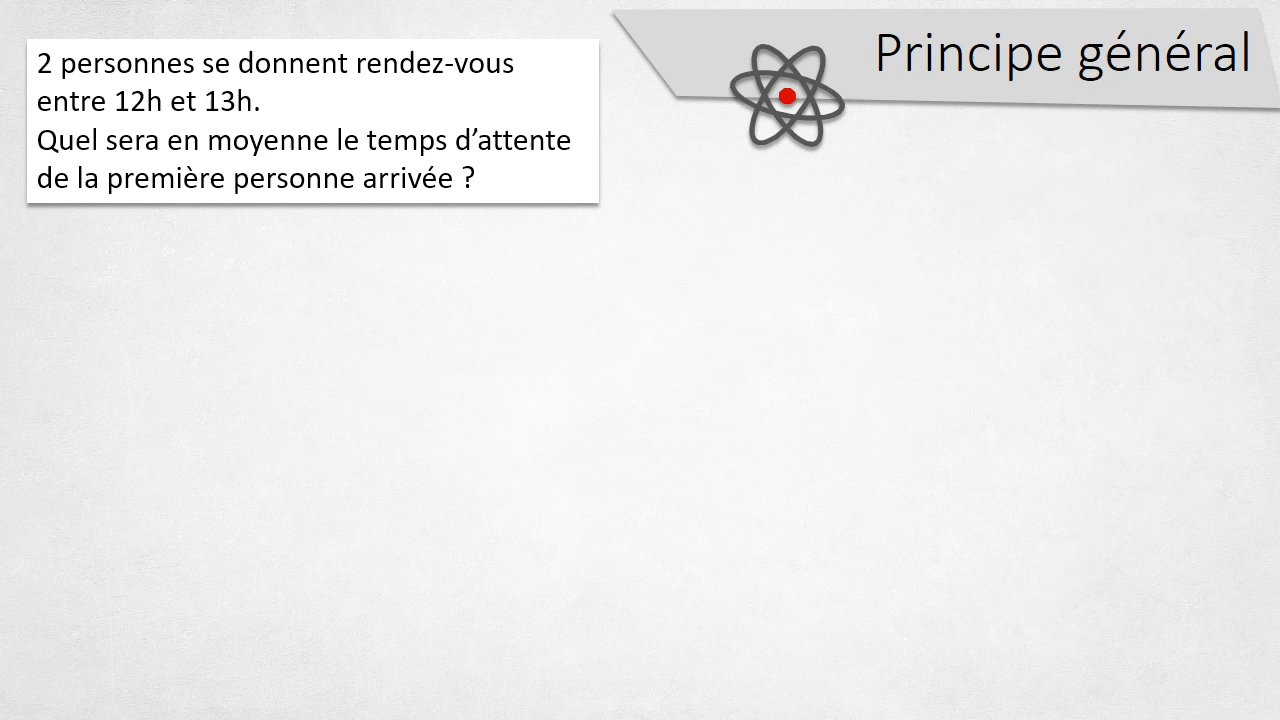 Principe général
2 personnes se donnent rendez-vous
entre 12h et 13h.
Quel sera en moyenne le temps d’attente
de la première personne arrivée ?